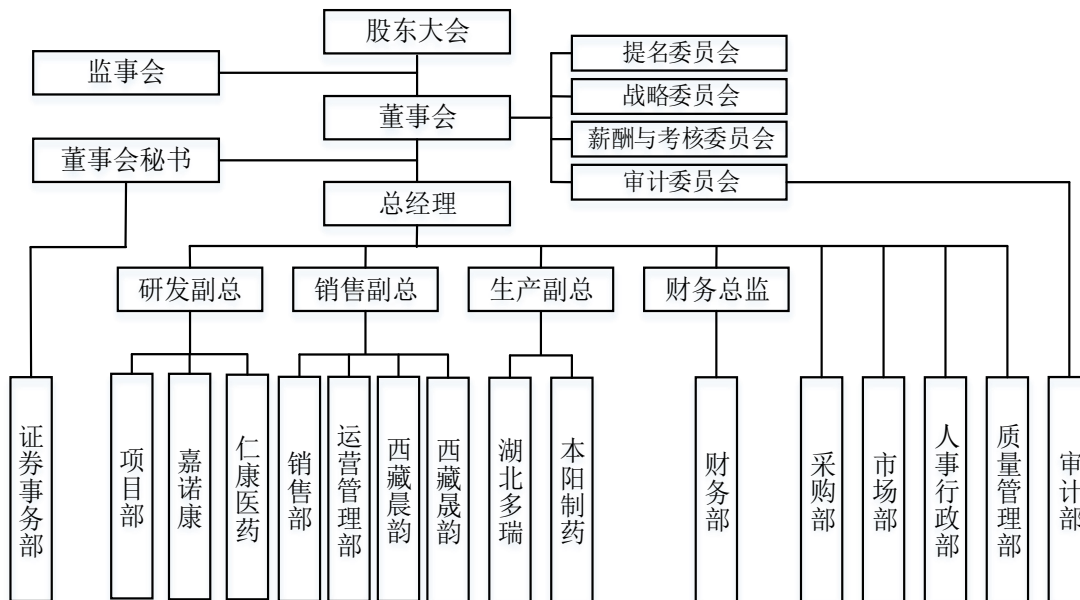 股东大会
监事会
董事会
提名委员会
战略委员会
薪酬与考核委员会
审计委员会
董事会秘书
总经理
研发副总
销售副总
生产副总
财务总监
证券事务部
项目部
嘉诺康
仁康医药
销售部
运营管理部
西藏晨韵
西藏晟韵
湖北多瑞
本阳制药
财务部
采购部
市场部
人事行政部
质量管理部
审计部